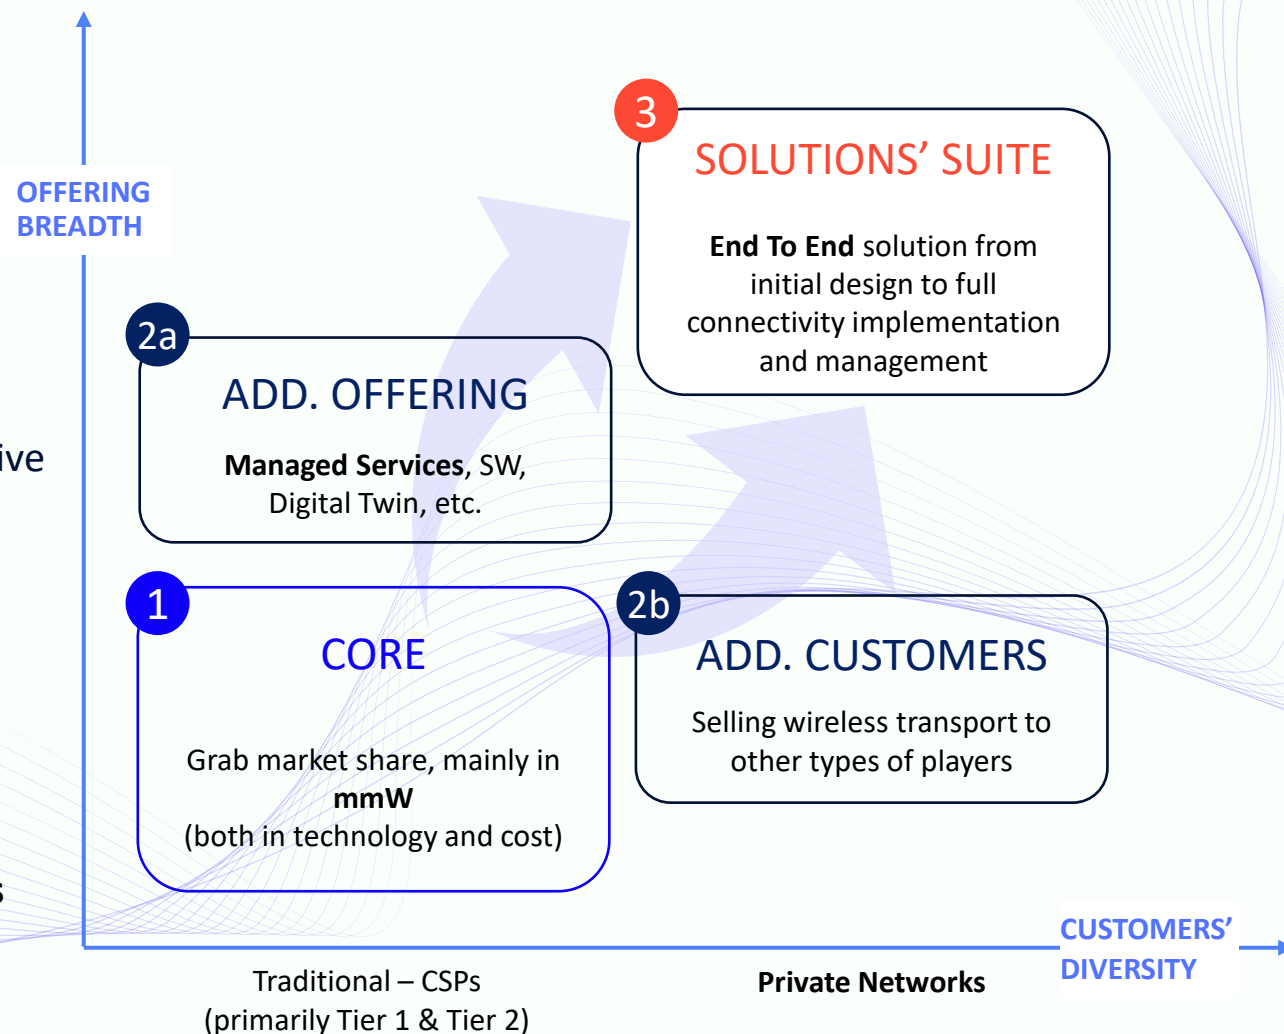 OFFERING
BREADTH
3
SOLUTIONS’ SUITE
End To End solution from
initial design to full
connectivity implementation
and management
2a
ADD. OFFERING
Managed Services, SW,
Digital Twin, etc.
ive
1
CORE
Grab market share, mainly in
mmW
(both in technology and cost)
2b
ADD. CUSTOMERS
Selling wireless transport to
other types of players
s
CUSTOMERS’
DIVERSITY
Traditional – CSPs
(primarily Tier 1 & Tier 2)
Private Networks